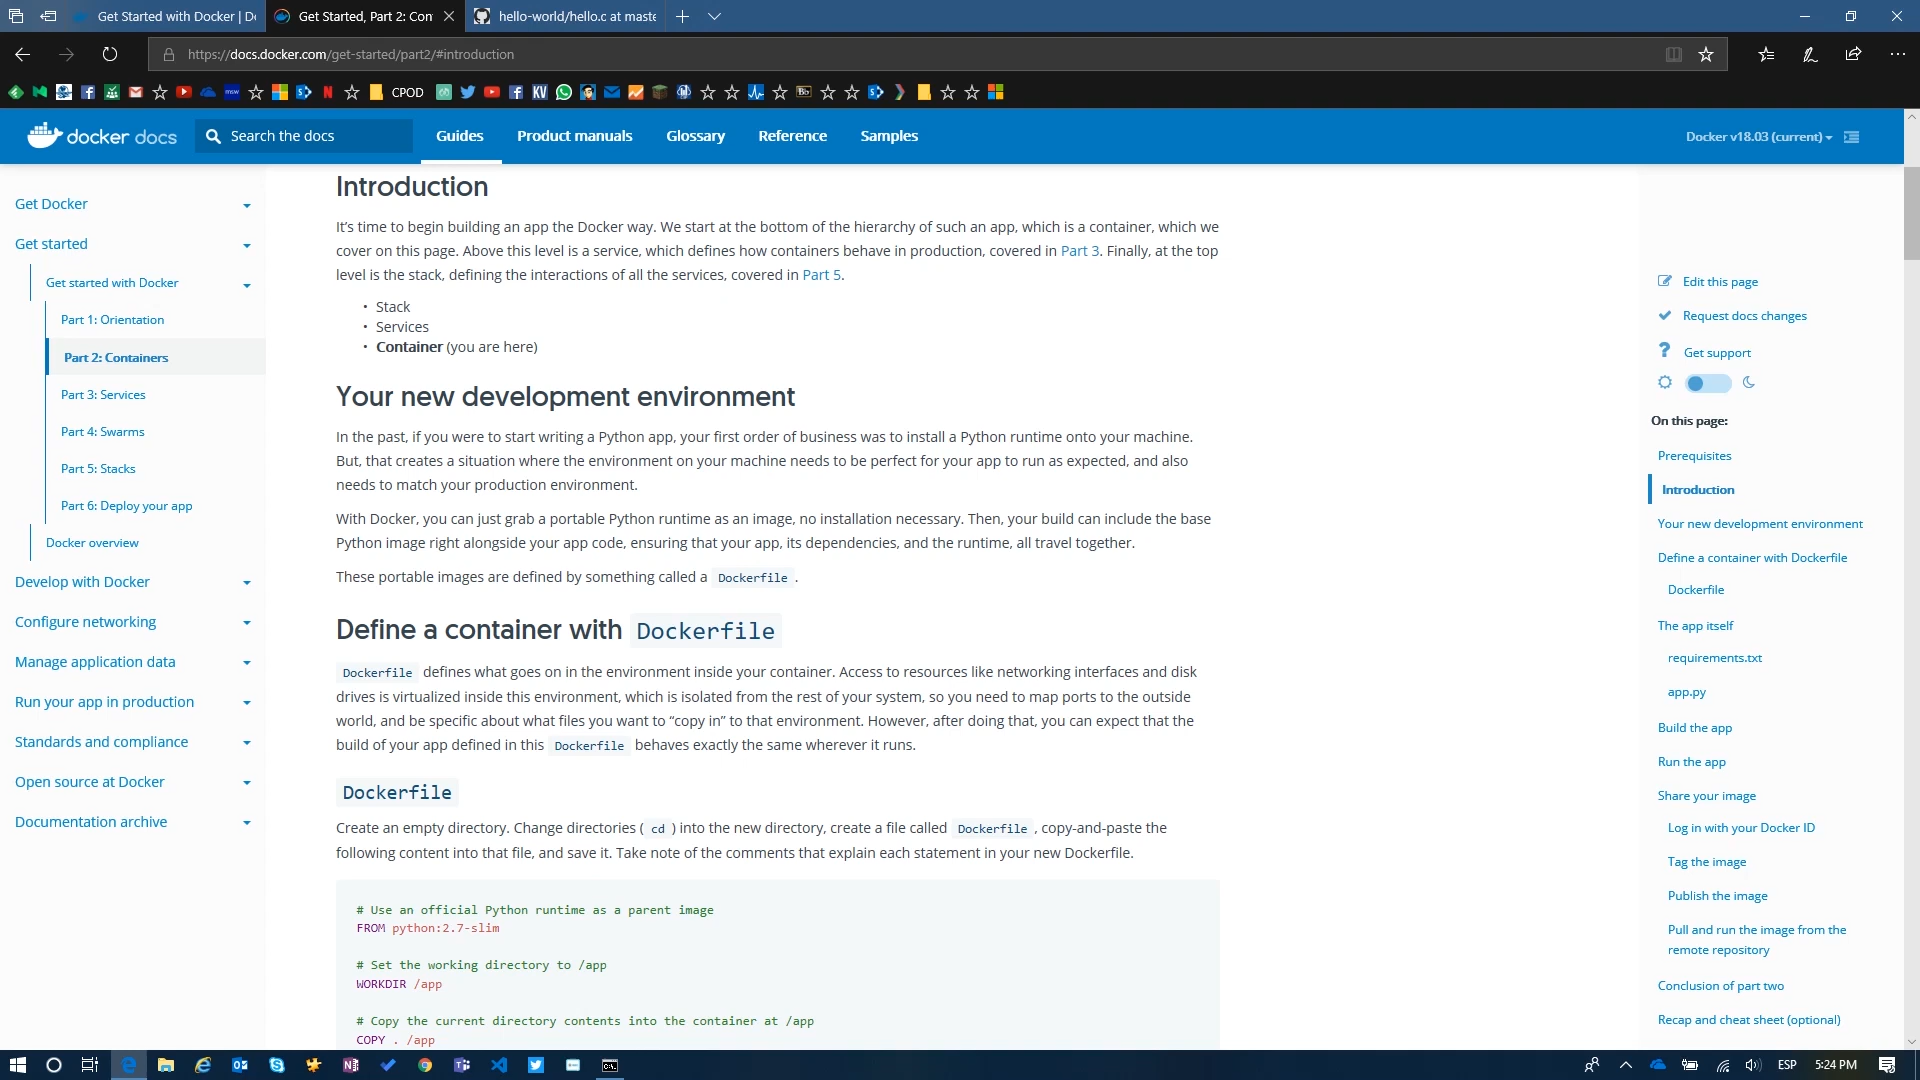 Get Started with Docker | Do
Get Started, Part 2: Con
hello-world/hello.c at maste
https://docs.docker.com/get-started/part2/#introduction
CPOD
docker docs
Search the docs
Guides
Product manuals
Glossary
Reference
Samples
Docker v18.03 (current)
Get Docker
Get started
Get started with Docker
Part 1: Orientation
Part 2: Containers
Part 3: Services
Part 4: Swarms
Part 5: Stacks
Part 6: Deploy your app
Docker overview
Develop with Docker
Configure networking
Manage application data
Run your app in production
Standards and compliance
Open source at Docker
Documentation archive
Introduction
It’s time to begin building an app the Docker way. We start at the bottom of the hierarchy of such an app, which is a container, which we
cover on this page. Above this level is a service, which defines how containers behave in production, covered in Part 3. Finally, at the top
level is the stack, defining the interactions of all the services, covered in Part 5.
• Stack
• Services
• Container (you are here)
Your new development environment
In the past, if you were to start writing a Python app, your first order of business was to install a Python runtime onto your machine.
But, that creates a situation where the environment on your machine needs to be perfect for your app to run as expected, and also
needs to match your production environment.
With Docker, you can just grab a portable Python runtime as an image, no installation necessary. Then, your build can include the base
Python image right alongside your app code, ensuring that your app, its dependencies, and the runtime, all travel together.
These portable images are defined by something called a Dockerfile .
Define a container with Dockerfile
Dockerfile defines what goes on in the environment inside your container. Access to resources like networking interfaces and disk
drives is virtualized inside this environment, which is isolated from the rest of your system, so you need to map ports to the outside
world, and be specific about what files you want to “copy in” to that environment. However, after doing that, you can expect that the
build of your app defined in this Dockerfile behaves exactly the same wherever it runs.
Dockerfile
Create an empty directory. Change directories ( cd ) into the new directory, create a file called Dockerfile , copy-and-paste the
following content into that file, and save it. Take note of the comments that explain each statement in your new Dockerfile.
# Use an official Python runtime as a parent image
FROM python:2.7-slim
# Set the working directory to /app
WORKDIR /app
# Copy the current directory contents into the container at /app
COPY . /app
Edit this page
Request docs changes
Get support
On this page:
Prerequisites
Introduction
Your new development environment
Define a container with Dockerfile
Dockerfile
The app itself
requirements.txt
app.py
Build the app
Run the app
Share your image
Log in with your Docker ID
Tag the image
Publish the image
Pull and run the image from the
remote repository
Conclusion of part two
Recap and cheat sheet (optional)
ESP
5:24 PM